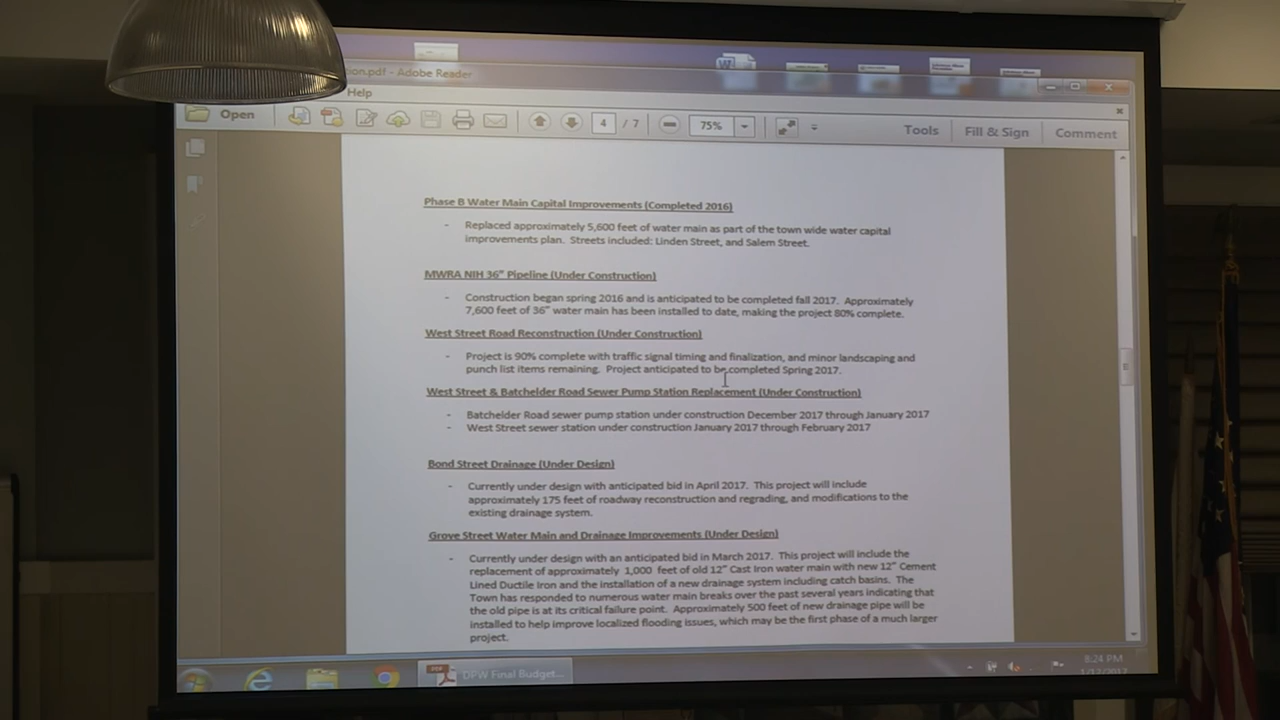 ion.pdf - Adobe Reader
Help
Open
4 / 7
75%
Tools
Fill & Sign
Comment
Phase B Water Main Capital Improvements (Completed 2016)
- Replaced approximately 5,600 feet of water main as part of the town wide water capital
improvements plan. Streets included: Linden Street, and Salem Street.
MWRA NIH 36" Pipeline (Under Construction)
- Construction began spring 2016 and is anticipated to be completed fall 2017. Approximately
7,600 feet of 36" water main has been installed to date, making the project 80% complete.
West Street Road Reconstruction (Under Construction)
- Project is 90% complete with traffic signal timing and finalization, and minor landscaping and
punch list items remaining. Project anticipated to be completed Spring 2017.
West Street & Batchelder Road Sewer Pump Station Replacement (Under Construction)
- Batchelder Road sewer pump station under construction December 2017 through January 2017
- West Street sewer station under construction January 2017 through February 2017
Bond Street Drainage (Under Design)
- Currently under design with anticipated bid in April 2017. This project will include
approximately 175 feet of roadway reconstruction and regrading, and modifications to the
existing drainage system.
Grove Street Water Main and Drainage Improvements (Under Design)
- Currently under design with an anticipated bid in March 2017. This project will include the
replacement of approximately 1,000 feet of old 12" Cast Iron water main with new 12" Cement
Lined Ductile Iron and the installation of a new drainage system including catch basins. The
Town has responded to numerous water main breaks over the past several years indicating that
the old pipe is at its critical failure point. Approximately 500 feet of new drainage pipe will be
installed to help improve localized flooding issues, which may be the first phase of a much larger
project.
DPW Final Budget...
8:24 PM
1/12/2017